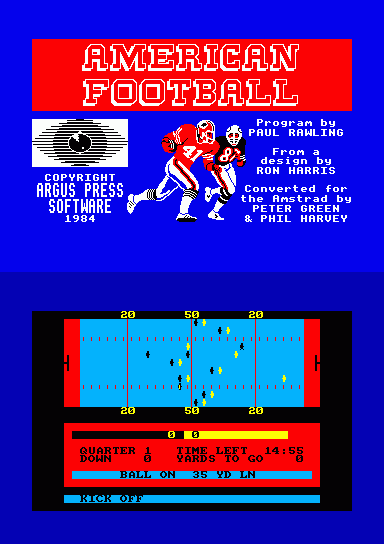 AMERICAN
FOOTBALL
Program by
PAUL RAWLING
From a
design by
RON HARRIS
Converted for
the Amstrad by
PETER GREEN
& PHIL HARVEY
COPYRIGHT
ARGUS PRESS
SOFTWARE
1984
41
8
20 50 20
20 50 20
0 0
QUARTER 1 TIME LEFT 14:55
DOWN 0 YARDS TO GO 0
BALL ON 35 YD LN
KICK OFF